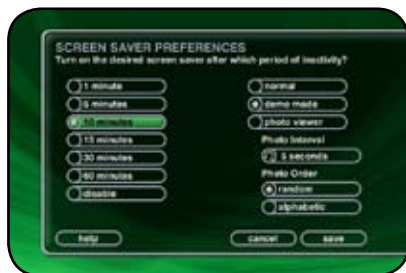 SCREEN SAVER PREFERENCES
Turn on the desired screen saver after which period of inactivity?
1 minute
5 minutes
10 minutes
15 minutes
30 minutes
60 minutes
disable
normal
demo mode
photo viewer
Photo Interval
5 seconds
Photo Order
random
alphabetic
help
cancel
save